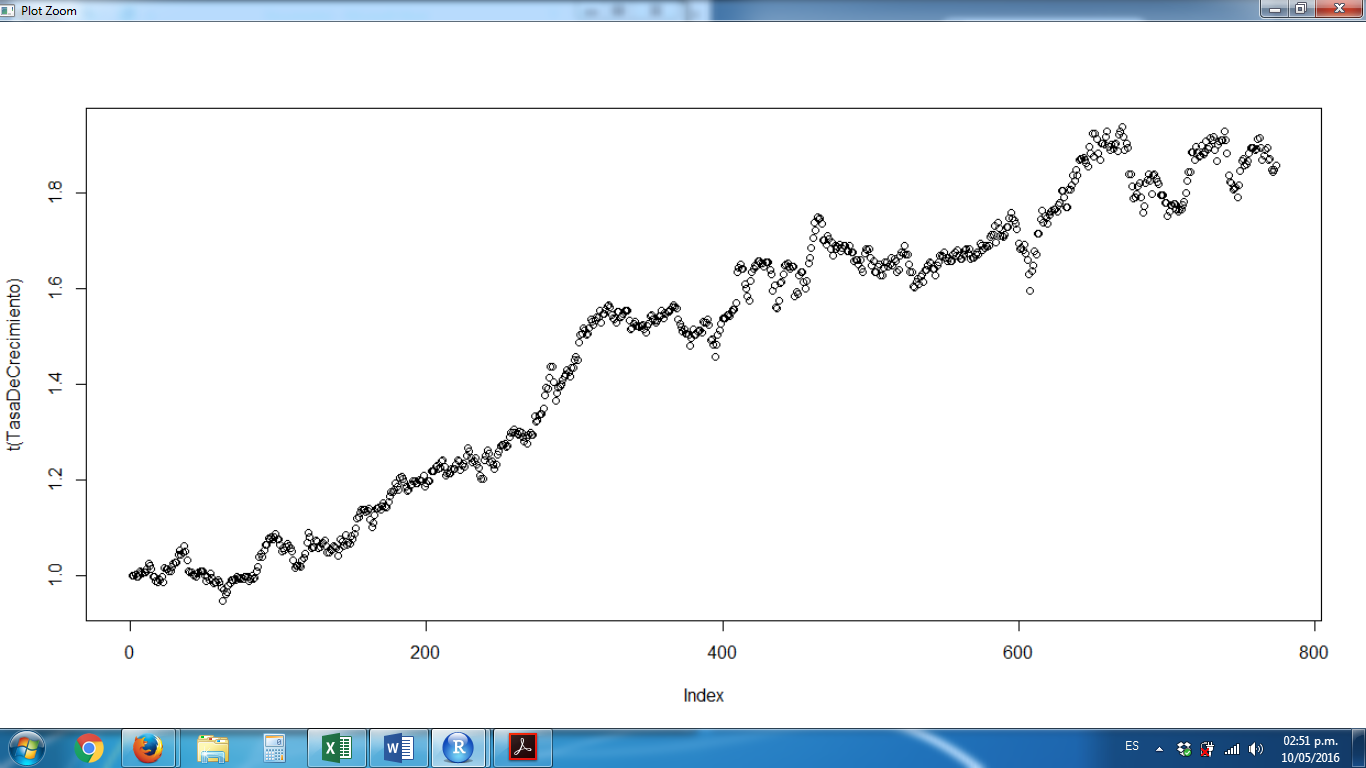 Plot Zoom
t(TasaDeCrecimiento)
1.8
1.6
1.4
1.2
1.0
0 200 400 600 800
Index
ES
02:51 p.m.
10/05/2016